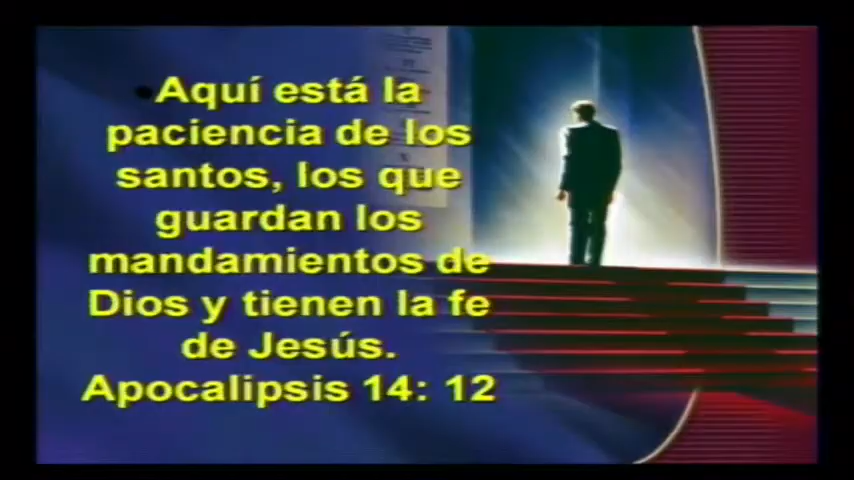 Aquí está la
paciencia de los
santos, los que
guardan los
mandamientos de
Dios y tienen la fe
de Jesús.
Apocalipsis 14: 12